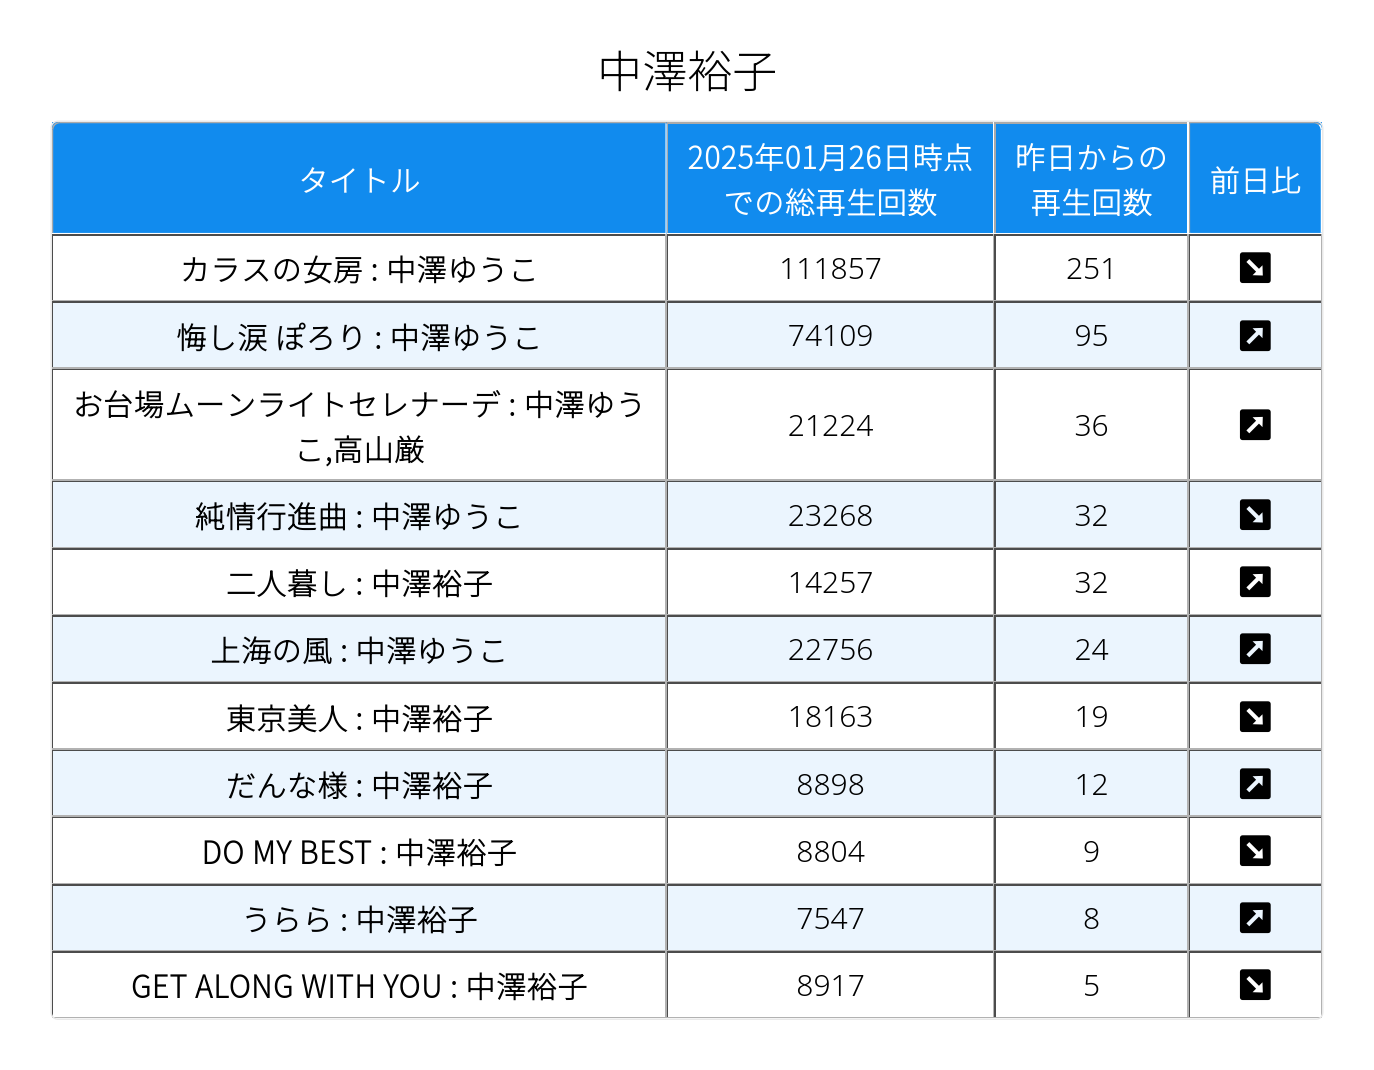 中澤裕子
タイトル
2025年01月26日時点
での総再生回数
昨日からの
再生回数
前日比
カラスの女房 : 中澤ゆうこ
111857
251
悔し涙 ぽろり : 中澤ゆうこ
74109
95
お台場ムーンライトセレナーデ : 中澤ゆう
こ,高山厳
21224
36
純情行進曲 : 中澤ゆうこ
23268
32
二人暮し : 中澤裕子
14257
32
上海の風 : 中澤ゆうこ
22756
24
東京美人 : 中澤裕子
18163
19
だんな様 : 中澤裕子
8898
12
DO MY BEST : 中澤裕子
8804
9
うらら : 中澤裕子
7547
8
GET ALONG WITH YOU : 中澤裕子
8917
5